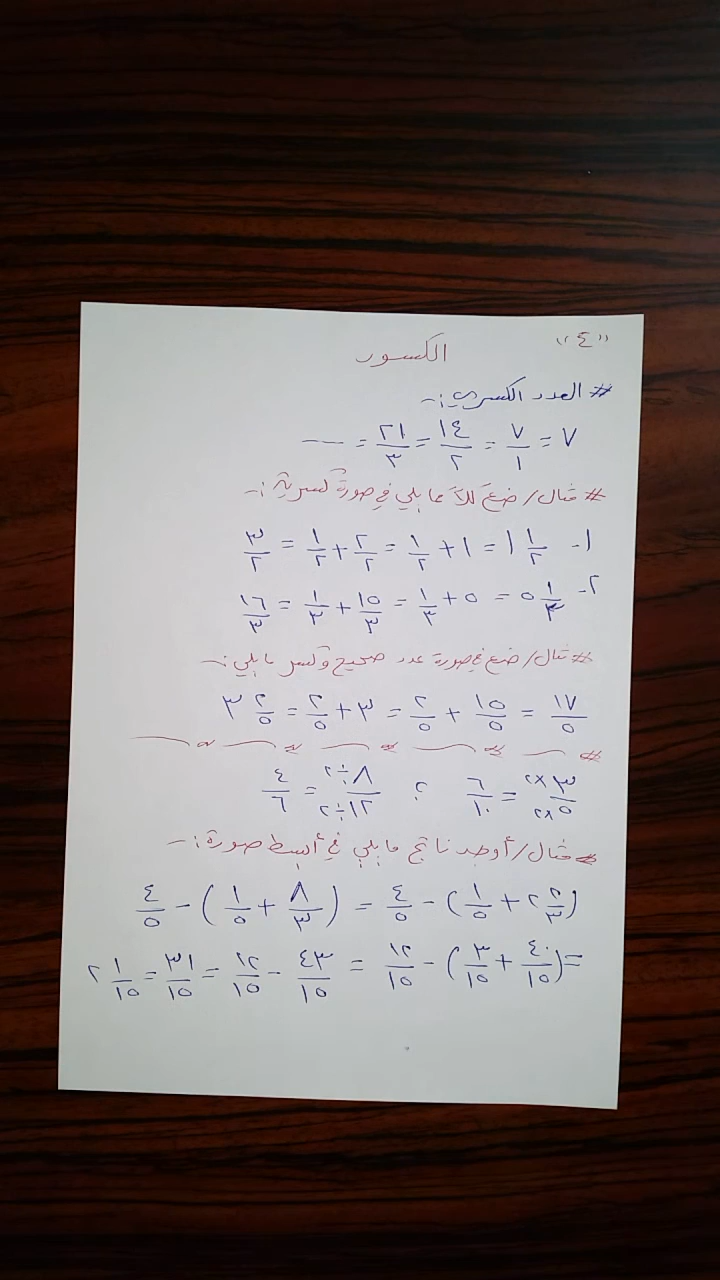 "٤"
الكسور
# العدد الكسري :-
٧ = ٧/١ = ١٤/٢ = ٢١/٣ = ---
# مثال/ ضع كلاً مما يلي في صورة كسرية :-
١- ١ ١/٢ = ١ + ١/٢ = ٢/٢ + ١/٢ = ٣/٢
٢- ٥ ١/٣ = ٥ + ١/٣ = ١٥/٣ + ١/٣ = ١٦/٣
# مثال/ ضع في صورة عدد صحيح وكسر ما يلي :-
١٧/٥ = ١٥/٥ + ٢/٥ = ٣ + ٢/٥ = ٣ ٢/٥
#
٣×٢/٥×٢ = ٦/١٠ ؟ ٨÷٢/١٢÷٢ = ٤/٦
# مثال/ أوجد ناتج ما يلي في أبسط صورة :-
(٢ ٢/٣ + ١/٥) - ٤/٥ = (٨/٣ + ١/٥) - ٤/٥
= (٤٠/١٥ + ٣/١٥) - ١٢/١٥ = ٤٣/١٥ - ١٢/١٥ = ٣١/١٥ = ٢ ١/١٥